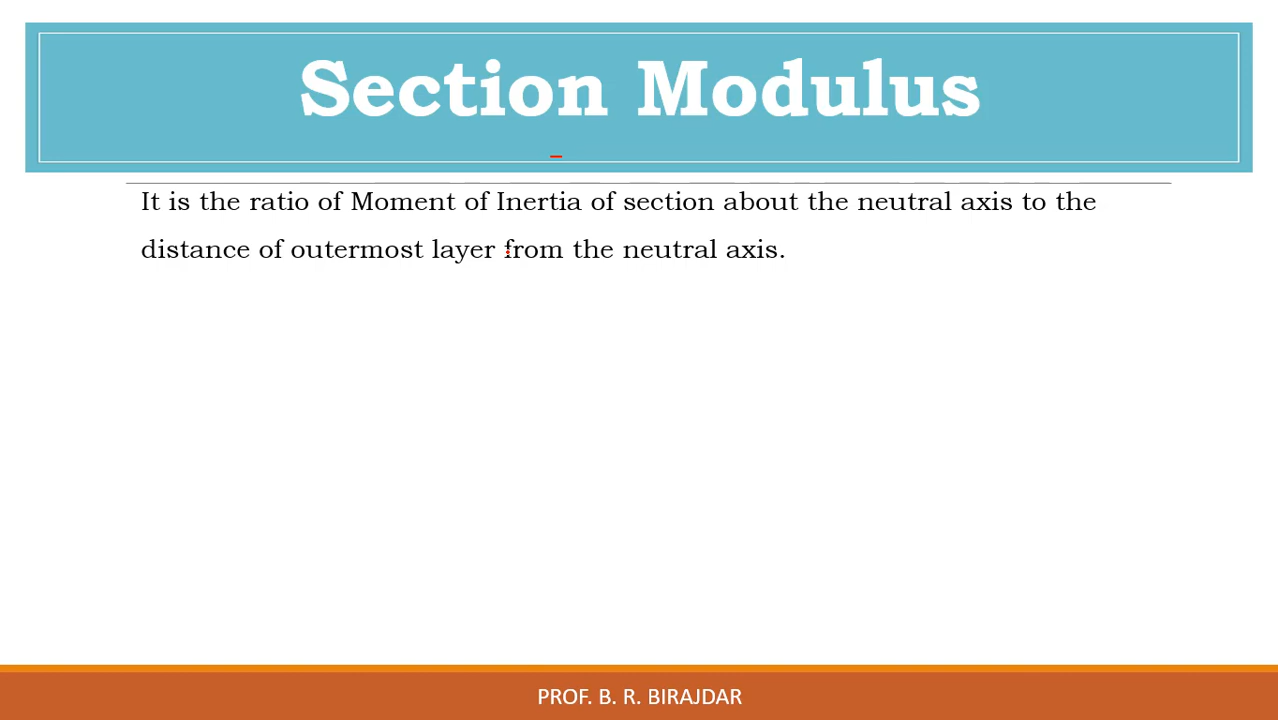 Section Modulus
It is the ratio of Moment of Inertia of section about the neutral axis to the
distance of outermost layer from the neutral axis.
PROF. B. R. BIRAJDAR